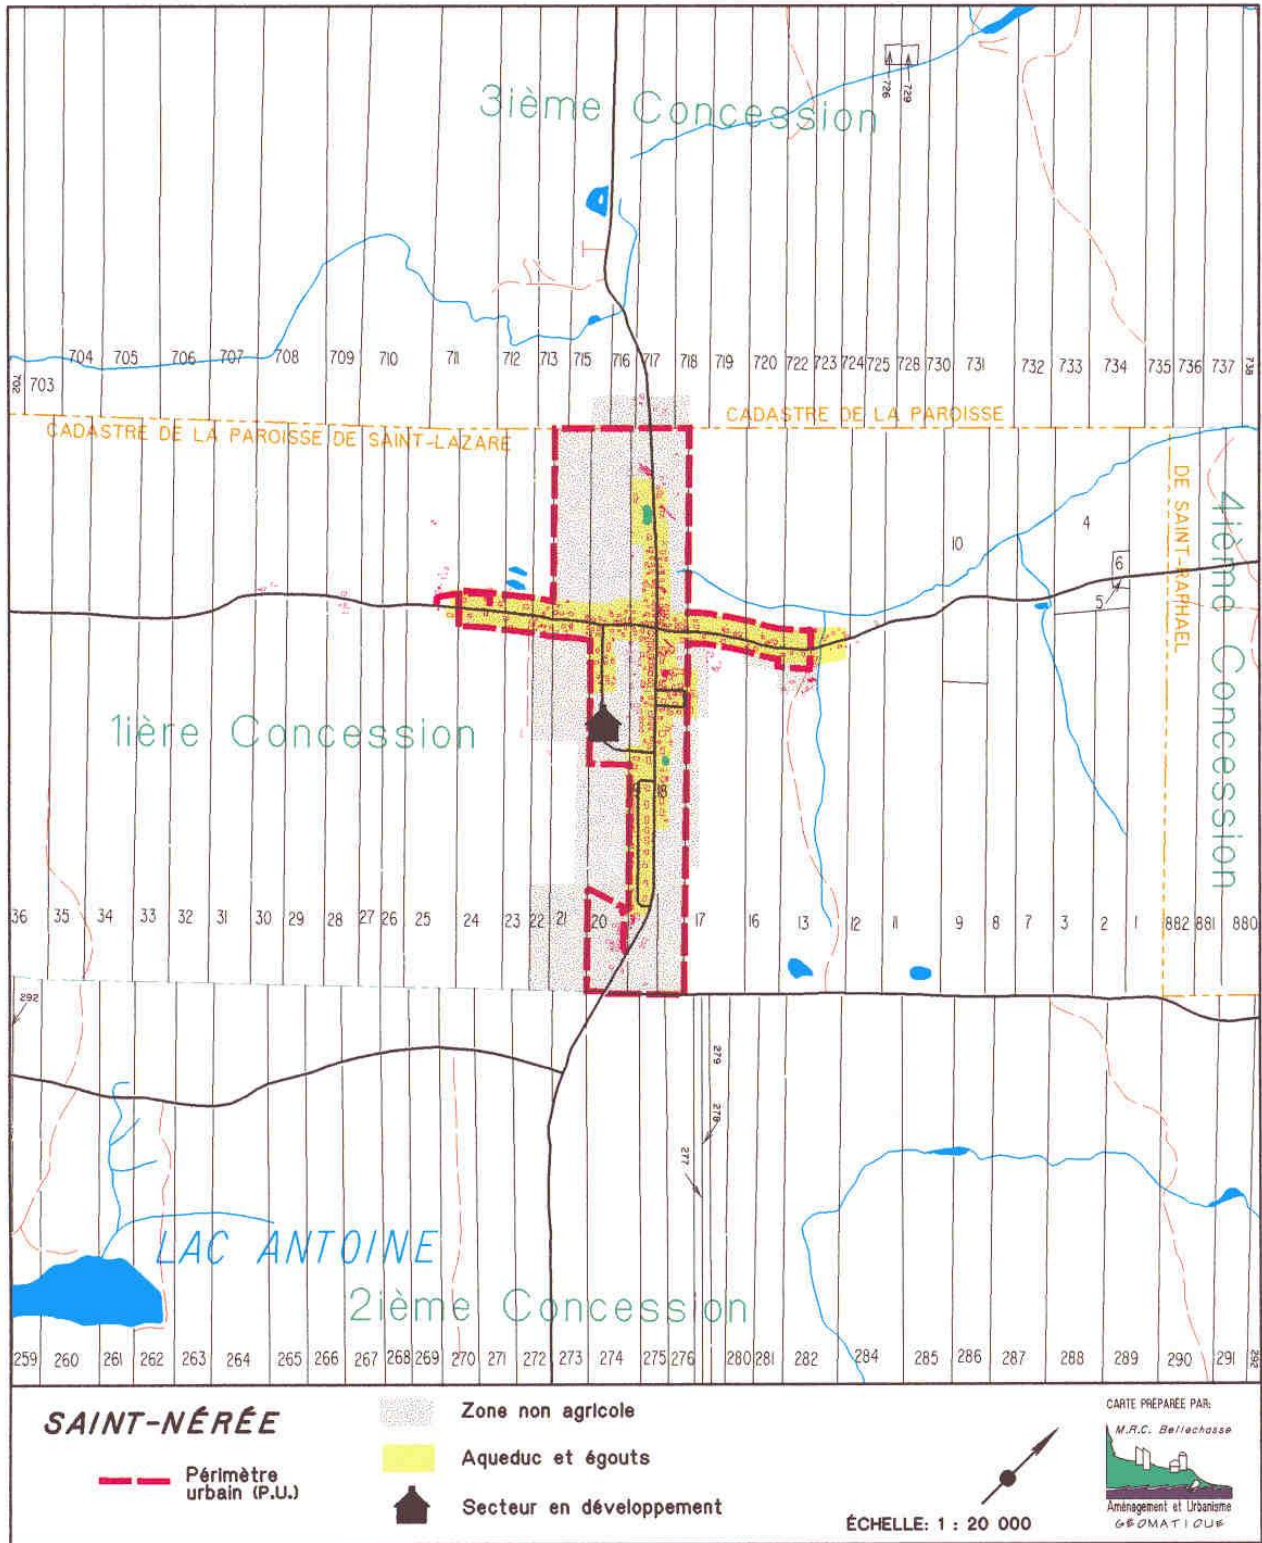 3ième Concession
726
729
704 705 706 707 708 709 710 711 712 713 715 716 717 718 719 720 722 723 724 725 728 730 731 732 733 734 735 736 737 738
702 703
CADASTRE DE LA PAROISSE
CADASTRE DE LA PAROISSE DE SAINT-LAZARE
DE SAINT-RAPHAEL
4ième Concession
4
10
6
5
1ière Concession
18
36 35 34 33 32 31 30 29 28 27 26 25 24 23 22 21 20 17 16 13 12 11 9 8 7 3 2 1 882 881 880
292
279
278
277
LAC ANTOINE
2ième Concession
259 260 261 262 263 264 265 266 267 268 269 270 271 272 273 274 275 276 280 281 282 284 285 286 287 288 289 290 291 292
SAINT-NÉRÉE
Périmètre
urbain (P.U.)
Zone non agricole
Aqueduc et égouts
Secteur en développement
ÉCHELLE: 1 : 20 000
CARTE PRÉPARÉE PAR:
M.R.C. Bellechasse
Aménagement et Urbanisme
GÉOMATIQUE